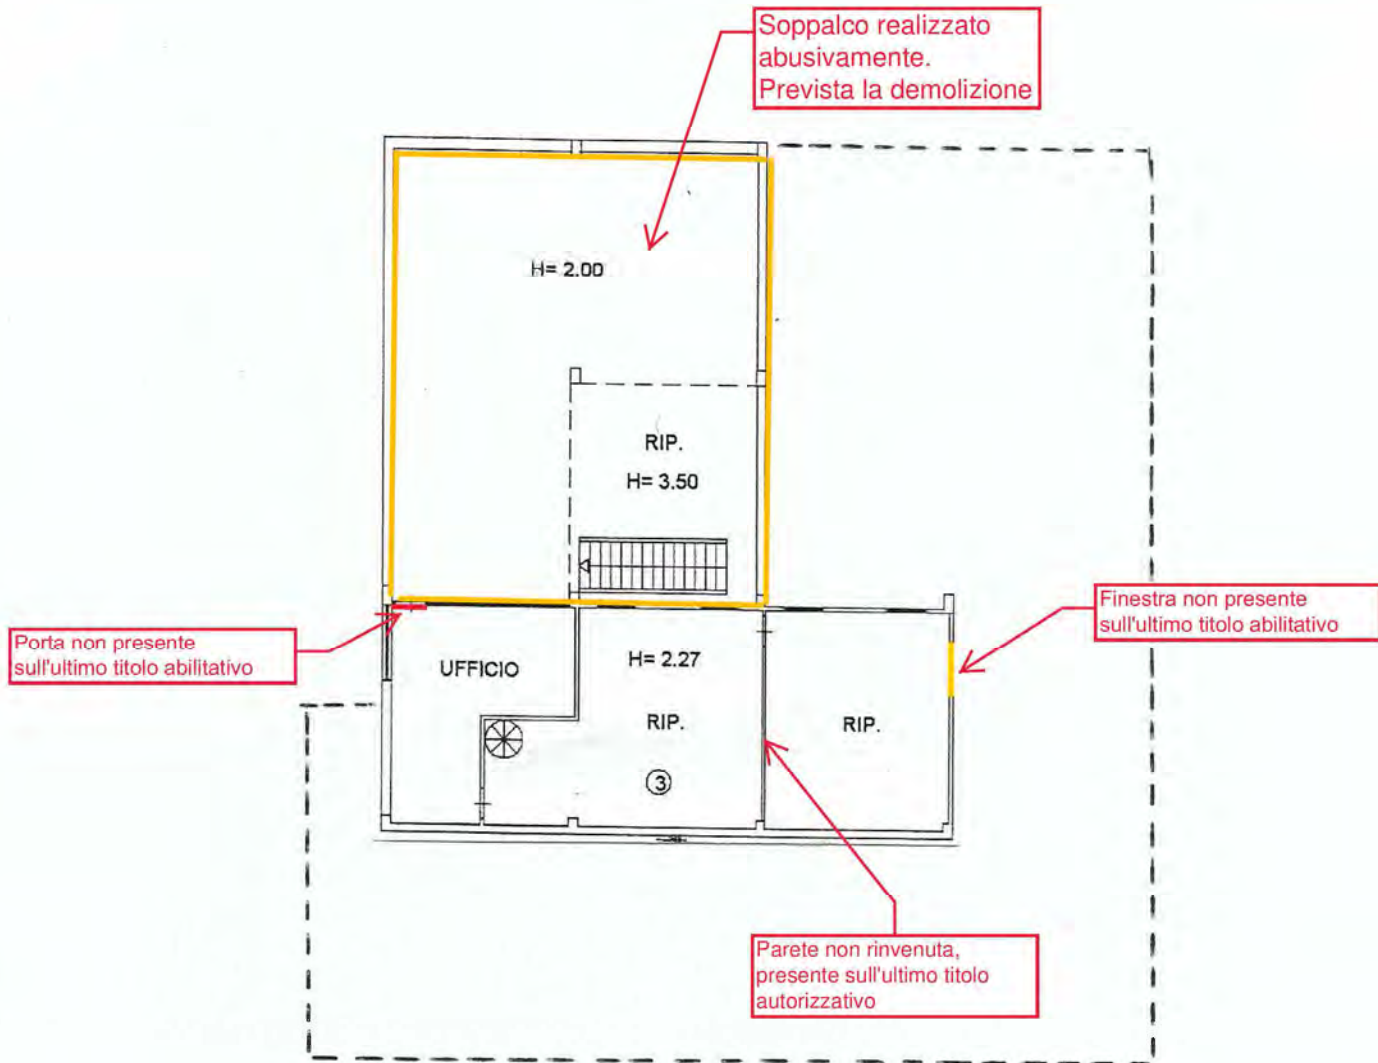 Soppalco realizzato
abusivamente.
Prevista la demolizione
H= 2.00
RIP.
H= 3.50
Porta non presente
sull'ultimo titolo abilitativo
UFFICIO
H= 2.27
RIP.
3
RIP.
Finestra non presente
sull'ultimo titolo abilitativo
Parete non rinvenuta,
presente sull'ultimo titolo
autorizzativo